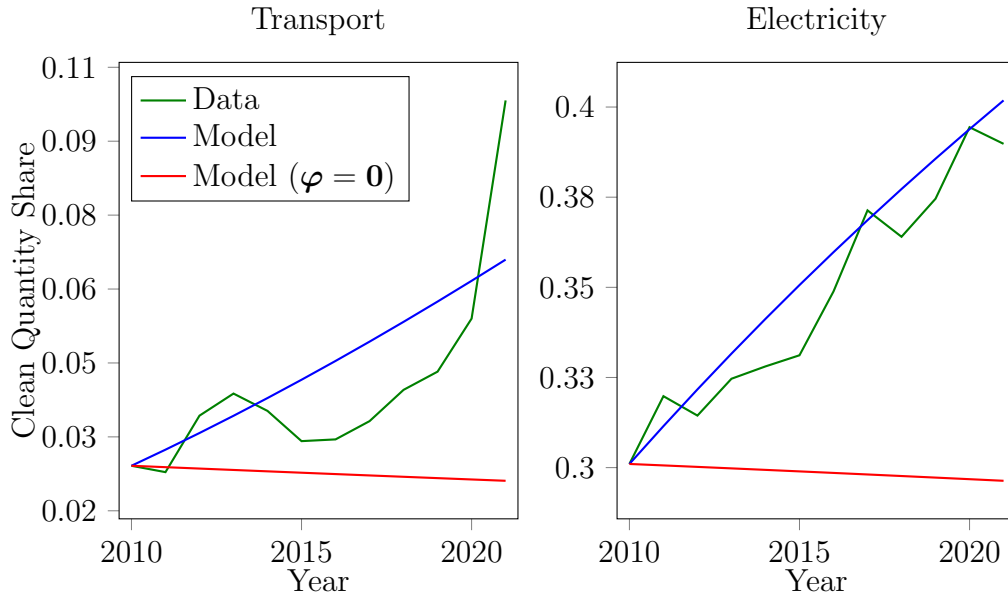 Transport
Clean Quantity Share
0.11
0.09
0.08
0.06
0.05
0.03
0.02
Data
Model
Model (𝝋 = 𝟎)
2010
2015
2020
Year
Electricity
0.4
0.38
0.35
0.33
0.3
2010
2015
2020
Year